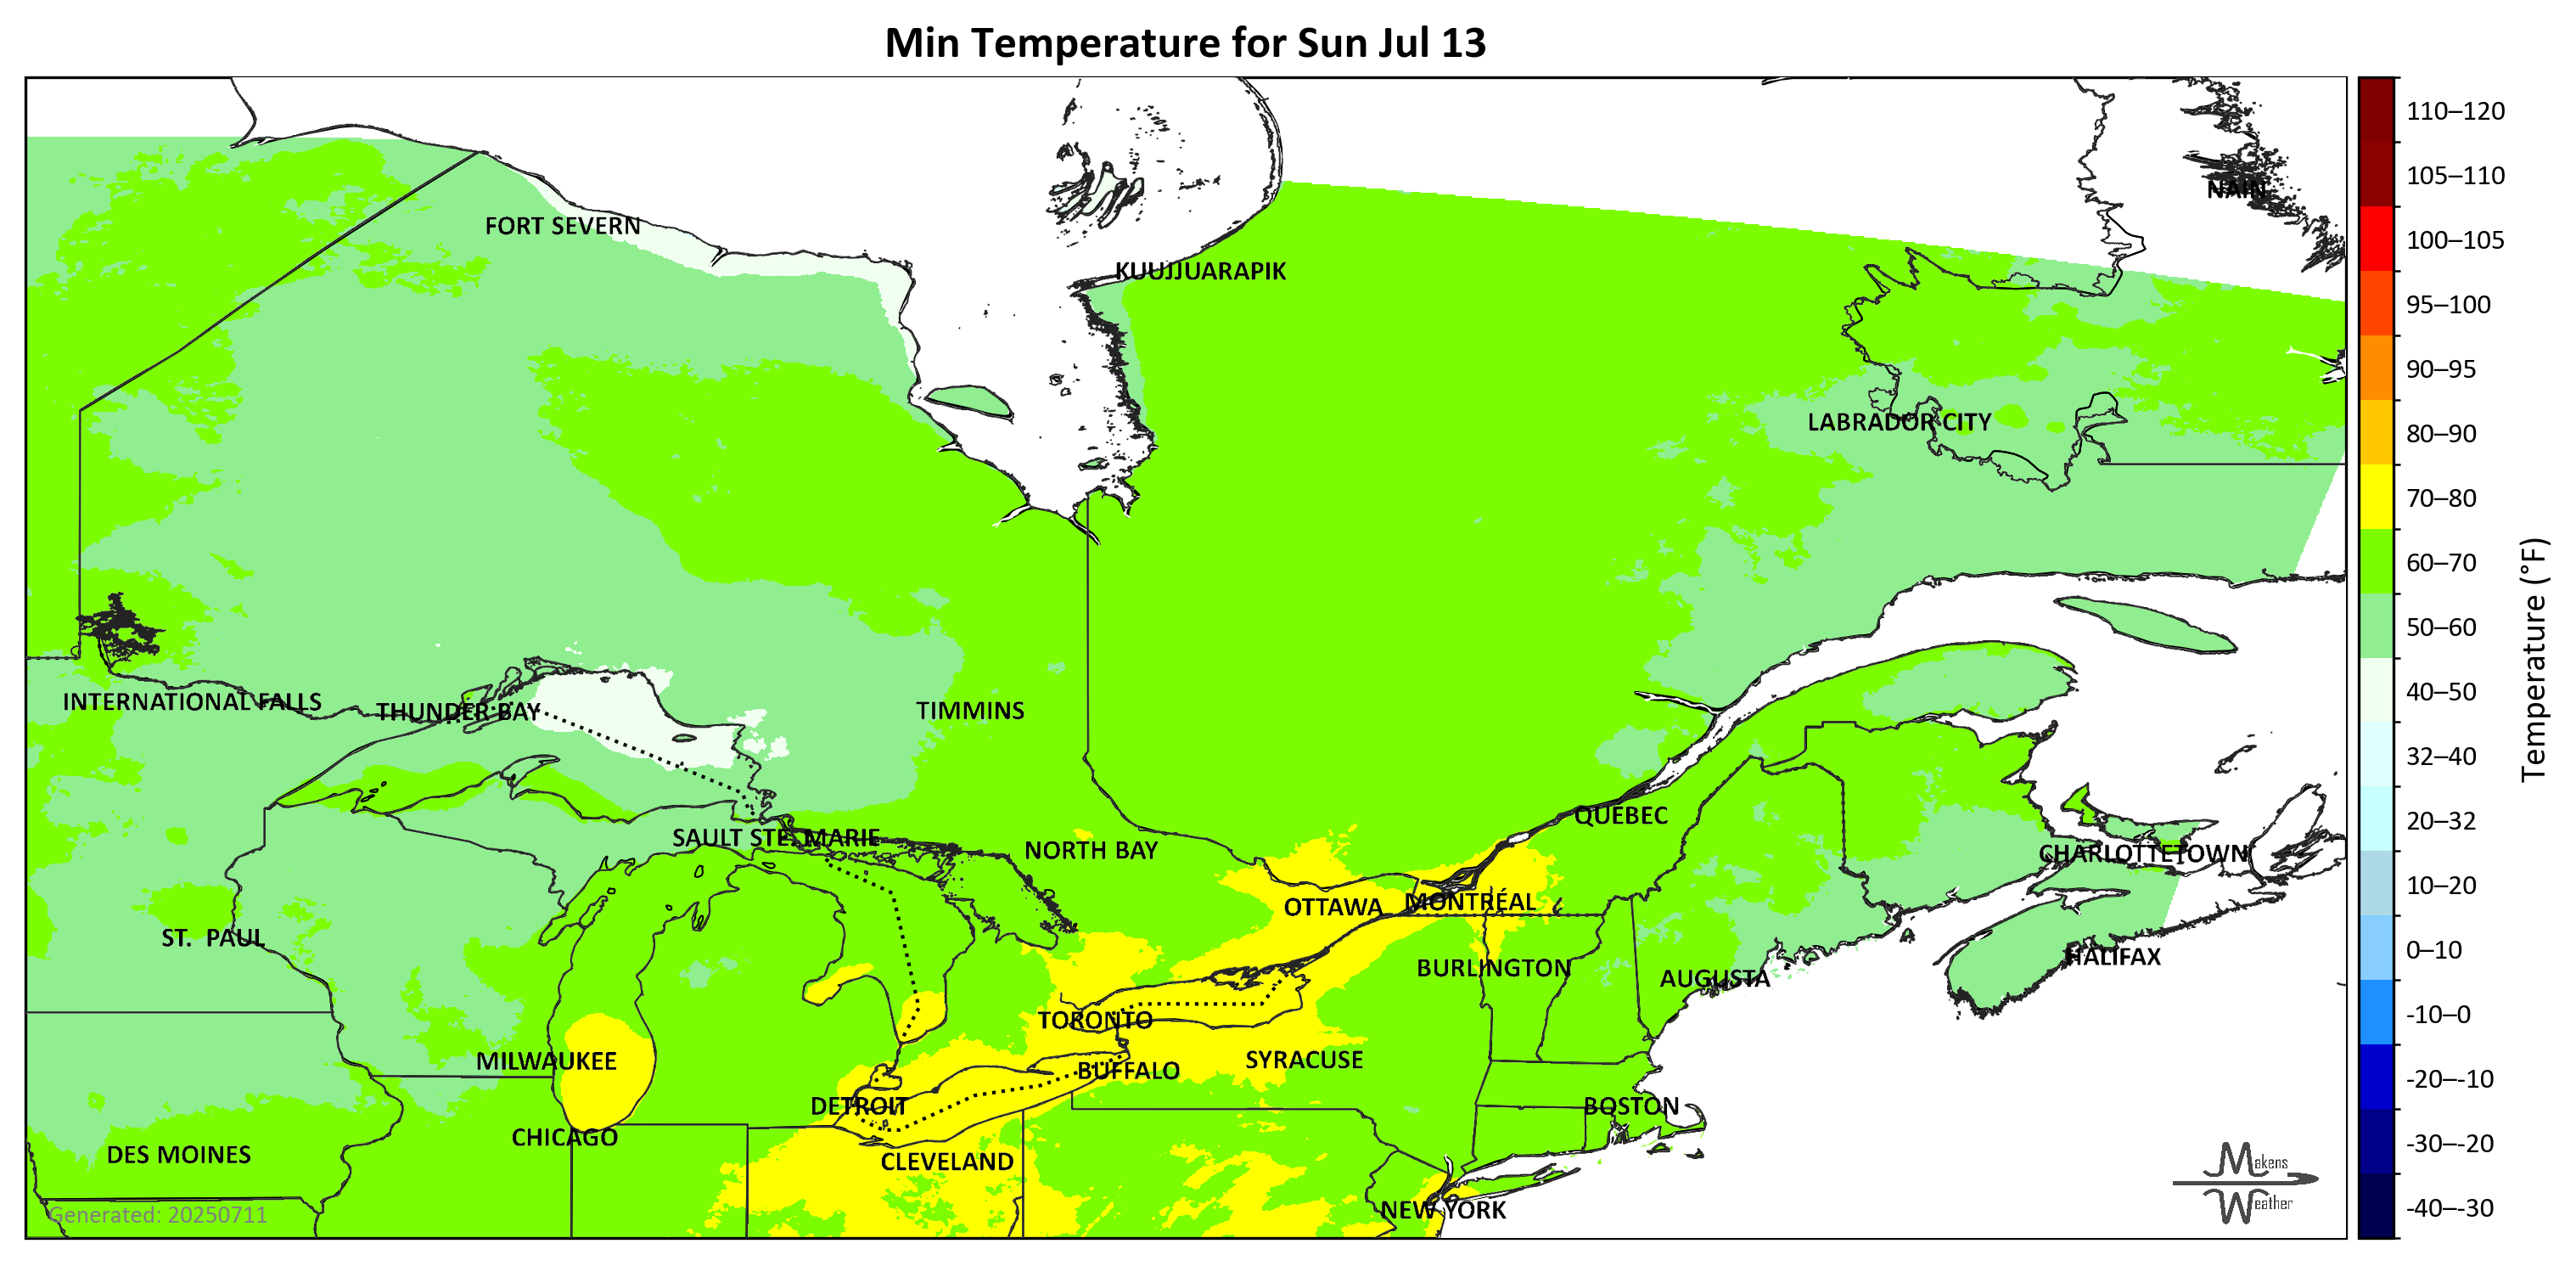 Min Temperature for Sun Jul 13
NAIN
FORT SEVERN
KUUJJUARAPIK
LABRADOR CITY
INTERNATIONAL FALLS
THUNDER BAY
TIMMINS
QUÉBEC
SAULT STE. MARIE
NORTH BAY
CHARLOTTETOWN
OTTAWA
MONTRÉAL
ST. PAUL
HALIFAX
BURLINGTON
AUGUSTA
TORONTO
MILWAUKEE
SYRACUSE
BUFFALO
DETROIT
BOSTON
CHICAGO
DES MOINES
CLEVELAND
NEW YORK
Generated: 20250711
Makens
Weather
110–120
105–110
100–105
95–100
90–95
80–90
70–80
60–70
50–60
40–50
32–40
20–32
10–20
0–10
-10–0
-20–-10
-30–-20
-40–-30
Temperature (°F)